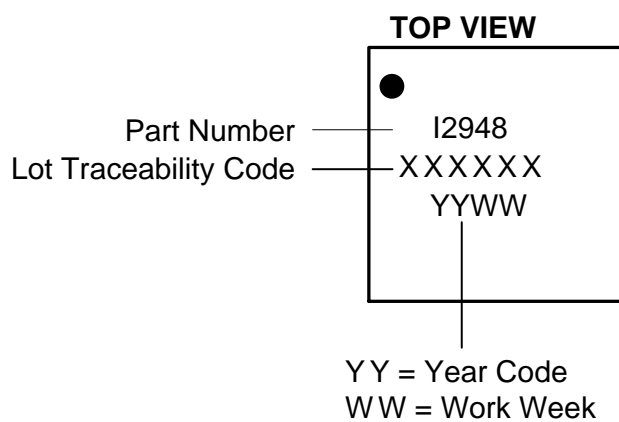 TOP VIEW
Part Number
I2948
Lot Traceability Code
XXXXXX
YYWW
YY = Year Code
WW = Work Week